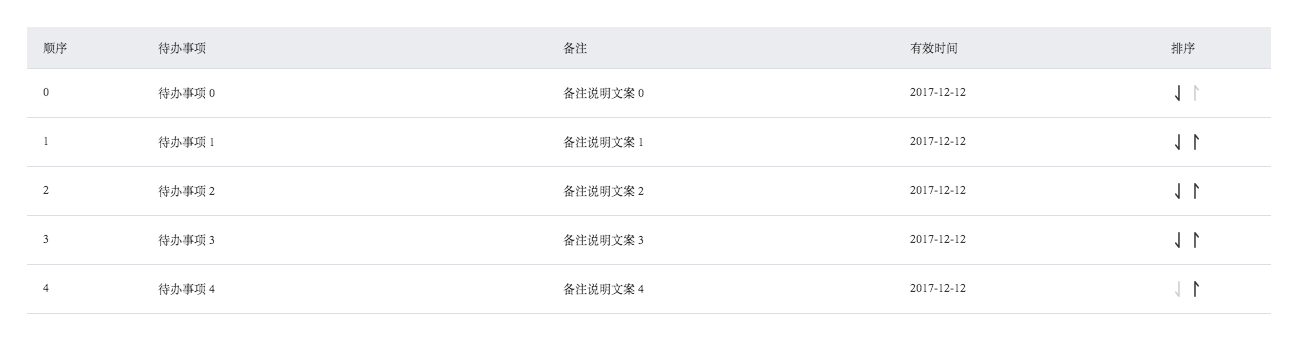 顺序 待办事项 备注 有效时间 排序
0 待办事项 0 备注说明文案 0 2017-12-12
1 待办事项 1 备注说明文案 1 2017-12-12
2 待办事项 2 备注说明文案 2 2017-12-12
3 待办事项 3 备注说明文案 3 2017-12-12
4 待办事项 4 备注说明文案 4 2017-12-12